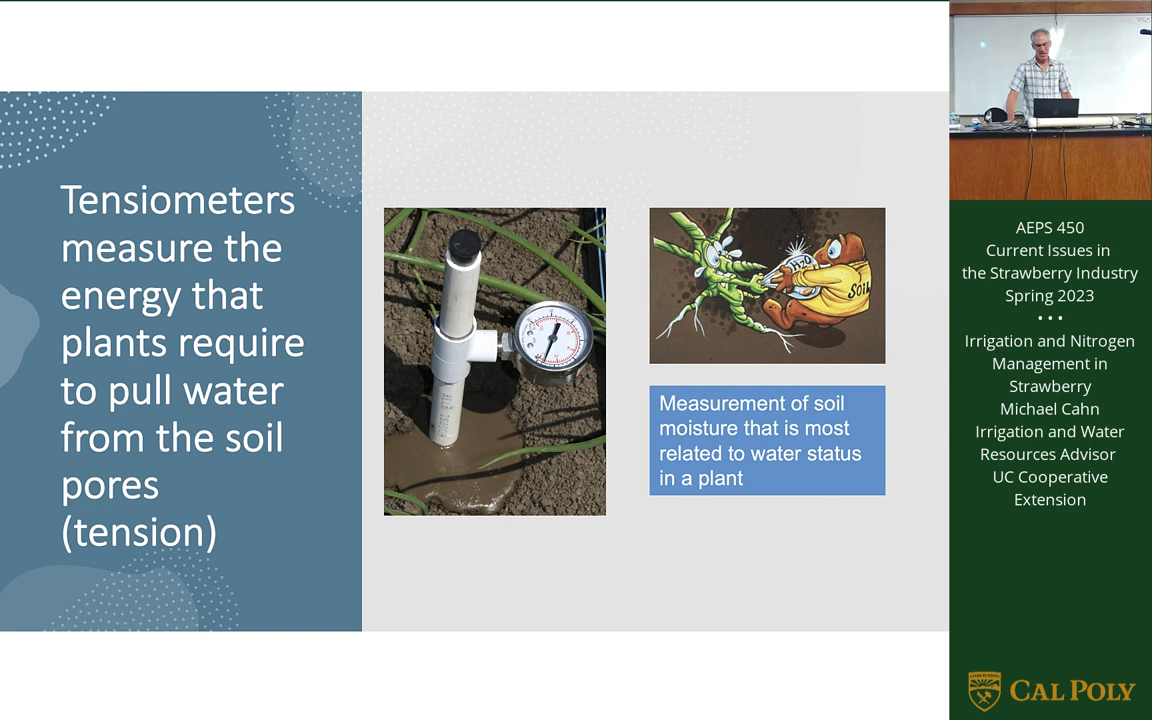 Tensiometers
measure the
energy that
plants require
to pull water
from the soil
pores
(tension)
H2O
Soil
Measurement of soil
moisture that is most
related to water status
in a plant
AEPS 450
Current Issues in
the Strawberry Industry
Spring 2023
• • •
Irrigation and Nitrogen
Management in
Strawberry
Michael Cahn
Irrigation and Water
Resources Advisor
UC Cooperative
Extension
CAL POLY